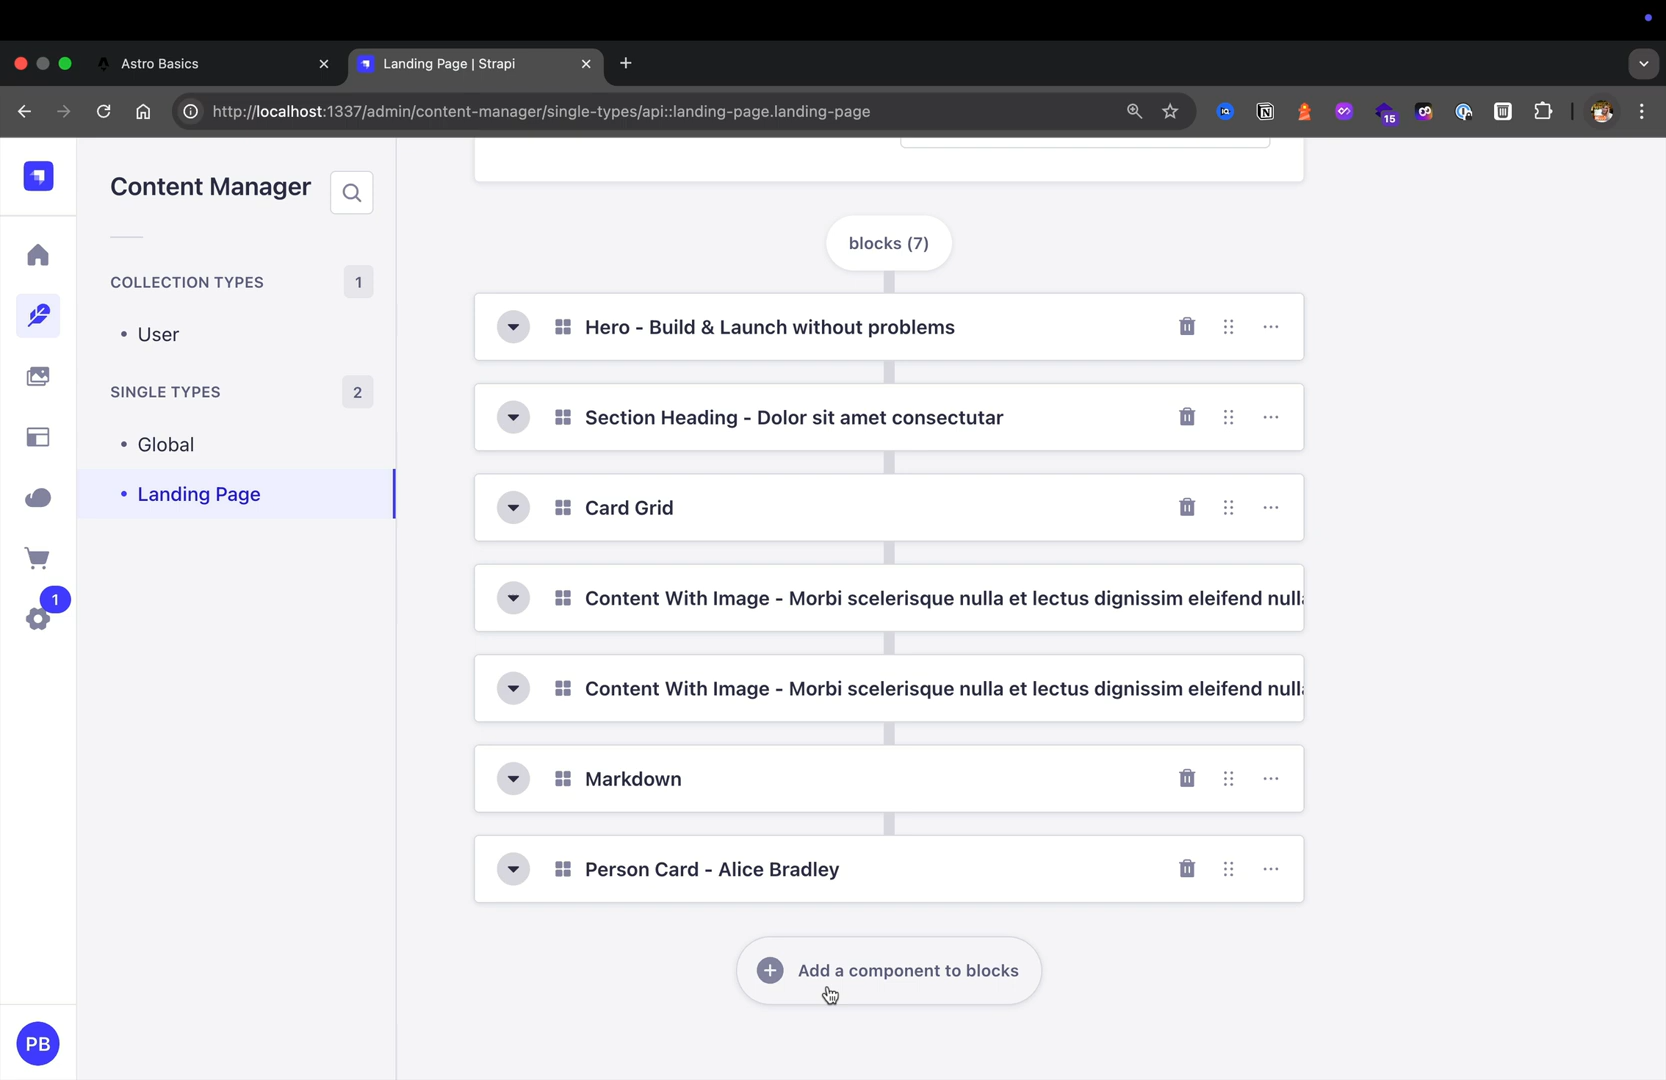 Astro Basics
Landing Page | Strapi
http://localhost:1337/admin/content-manager/single-types/api::landing-page.landing-page
15
Content Manager
COLLECTION TYPES 1
• User
SINGLE TYPES 2
• Global
• Landing Page
1
PB
blocks (7)
Hero - Build & Launch without problems
Section Heading - Dolor sit amet consectutar
Card Grid
Content With Image - Morbi scelerisque nulla et lectus dignissim eleifend null
Content With Image - Morbi scelerisque nulla et lectus dignissim eleifend null
Markdown
Person Card - Alice Bradley
Add a component to blocks